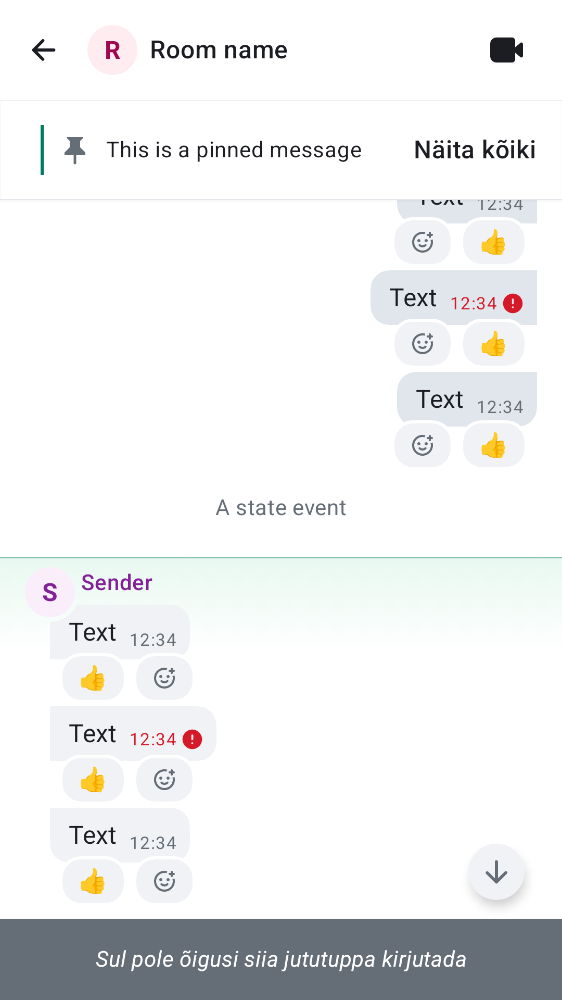 R Room name
This is a pinned message Näita kõiki
Text 12:34
👍
Text 12:34
👍
Text 12:34
👍
A state event
S Sender
Text 12:34
👍
Text 12:34
👍
Text 12:34
👍
Sul pole õigusi siia jututuppa kirjutada